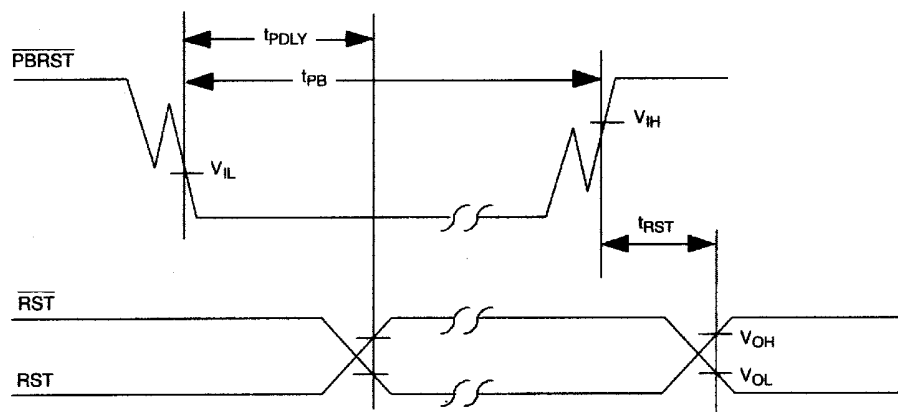 tPDLY
PBRST
tPB
VIH
VIL
tRST
RST
VOH
RST
VOL